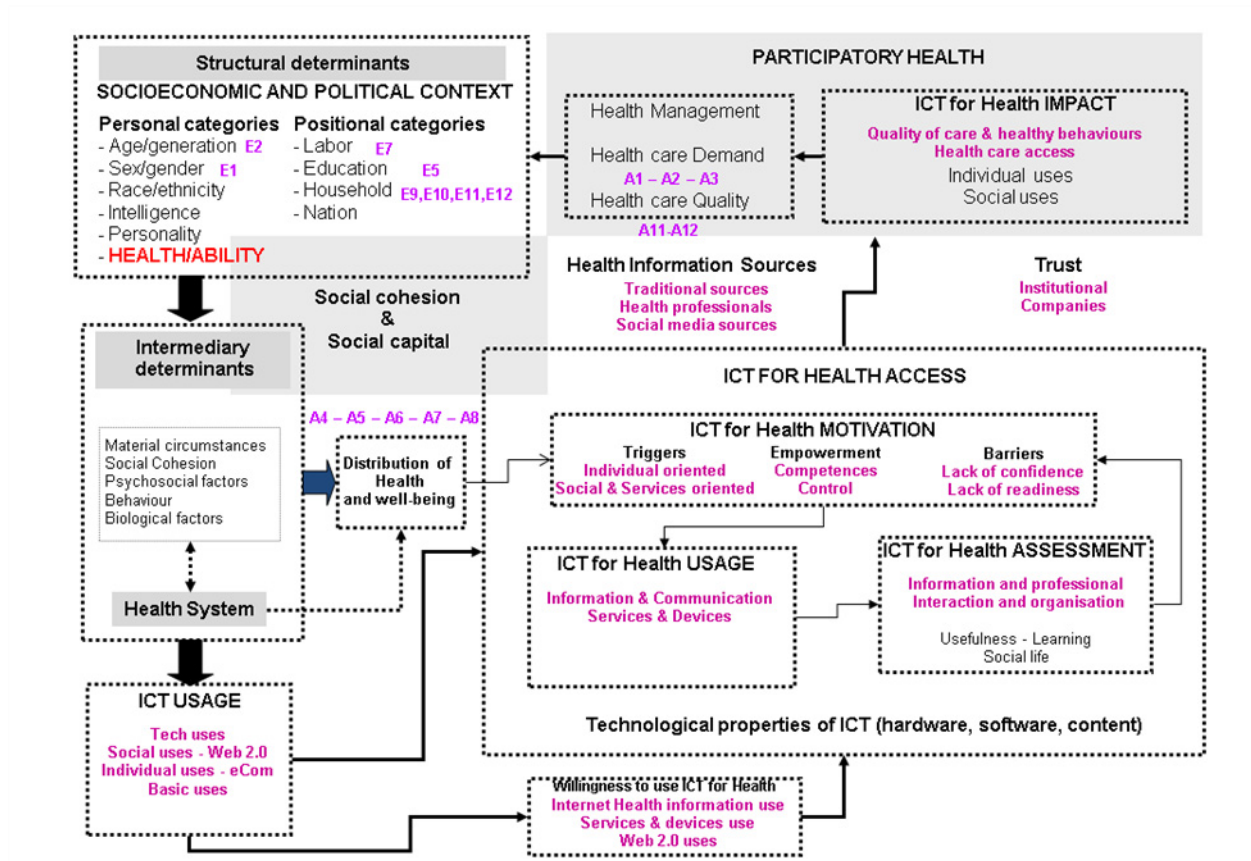 Structural determinants
SOCIOECONOMIC AND POLITICAL CONTEXT
Personal categories
- Age/generation E2
- Sex/gender E1
- Race/ethnicity
- Intelligence
- Personality
- HEALTH/ABILITY
Positional categories
- Labor E7
- Education E5
- Household E9,E10,E11,E12
- Nation
PARTICIPATORY HEALTH
Health Management
Health care Demand
A1 – A2 – A3
Health care Quality
A11-A12
ICT for Health IMPACT
Quality of care & healthy behaviours
Health care access
Individual uses
Social uses
Health Information Sources
Traditional sources
Health professionals
Social media sources
Trust
Institutional
Companies
Social cohesion
&
Social capital
Intermediary
determinants
Material circumstances
Social Cohesion
Psychosocial factors
Behaviour
Biological factors
Health System
A4 – A5 – A6 – A7 – A8
Distribution of
Health
and well-being
ICT FOR HEALTH ACCESS
ICT for Health MOTIVATION
Triggers
Individual oriented
Social & Services oriented
Empowerment
Competences
Control
Barriers
Lack of confidence
Lack of readiness
ICT for Health USAGE
Information & Communication
Services & Devices
ICT for Health ASSESSMENT
Information and professional
Interaction and organisation
Usefulness - Learning
Social life
Technological properties of ICT (hardware, software, content)
ICT USAGE
Tech uses
Social uses - Web 2.0
Individual uses - eCom
Basic uses
Willingness to use ICT for Health
Internet Health information use
Services & devices use
Web 2.0 uses